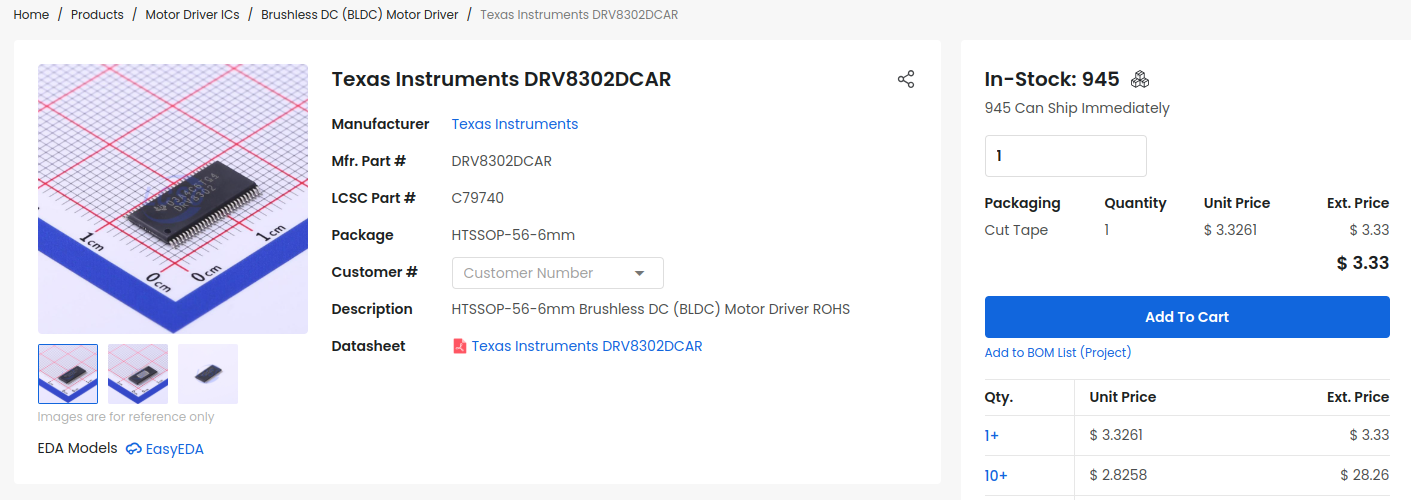 Home / Products / Motor Driver ICs / Brushless DC (BLDC) Motor Driver / Texas Instruments DRV8302DCAR
Texas Instruments DRV8302DCAR
Manufacturer Texas Instruments
Mfr. Part # DRV8302DCAR
LCSC Part # C79740
Package HTSSOP-56-6mm
Customer # Customer Number
Description HTSSOP-56-6mm Brushless DC (BLDC) Motor Driver ROHS
Datasheet Texas Instruments DRV8302DCAR
DRV8302
1cm
1cm
0cm
0cm
Images are for reference only
EDA Models EasyEDA
In-Stock: 945
945 Can Ship Immediately
1
Packaging Quantity Unit Price Ext. Price
Cut Tape 1 $ 3.3261 $ 3.33
$ 3.33
Add To Cart
Add to BOM List (Project)
Qty. Unit Price Ext. Price
1+ $ 3.3261 $ 3.33
10+ $ 2.8258 $ 28.26